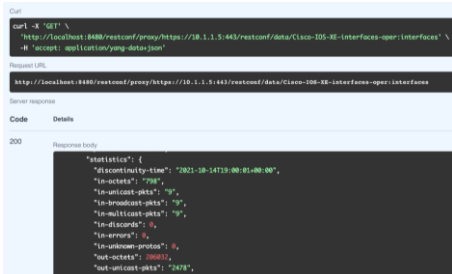 Curl
curl -X 'GET' \
'http://localhost:8480/restconf/proxy/https://10.1.1.5:443/restconf/data/Cisco-IOS-XE-interfaces-oper:interfaces' \
-H 'accept: application/yang-data+json'
Request URL
http://localhost:8480/restconf/proxy/https://10.1.1.5:443/restconf/data/Cisco-IOS-XE-interfaces-oper:interfaces
Server response
Code Details
200
Response body
"statistics": {
"discontinuity-time": "2021-10-14T19:00:01+00:00",
"in-octets": "798",
"in-unicast-pkts": "9",
"in-broadcast-pkts": "9",
"in-multicast-pkts": "9",
"in-discards": 0,
"in-errors": 0,
"in-unknown-protos": 0,
"out-octets": 206032,
"out-unicast-pkts": "2478",